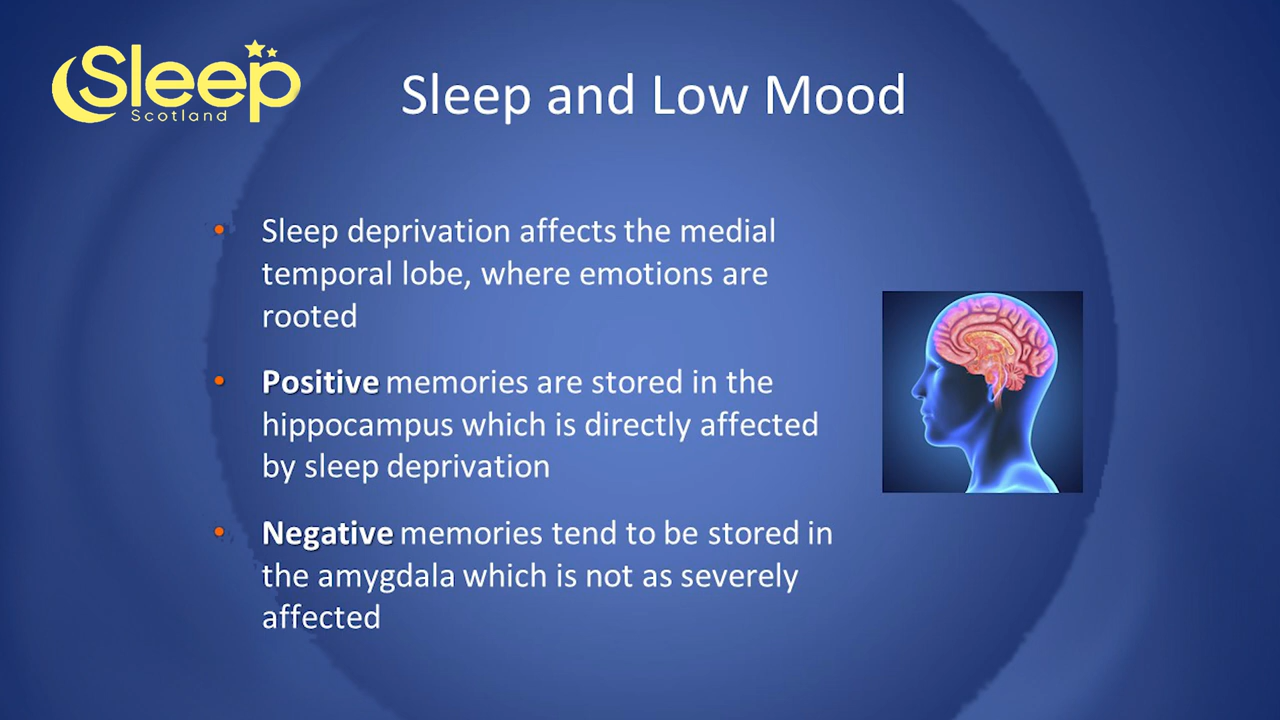 Sleep
Scotland
Sleep and Low Mood
• Sleep deprivation affects the medial
temporal lobe, where emotions are
rooted
• Positive memories are stored in the
hippocampus which is directly affected
by sleep deprivation
• Negative memories tend to be stored in
the amygdala which is not as severely
affected